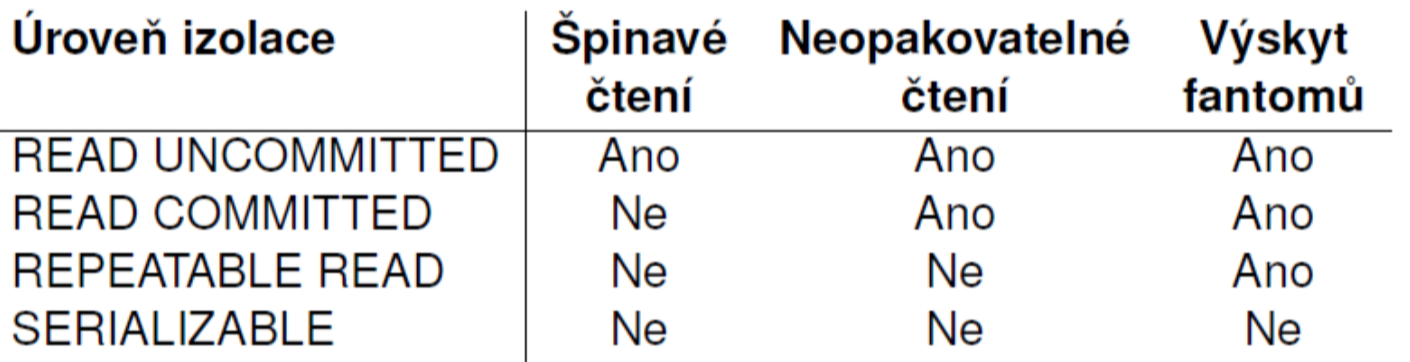 Úroveň izolace Špinavé Neopakovatelné Výskyt
čtení čtení fantomů
READ UNCOMMITTED Ano Ano Ano
READ COMMITTED Ne Ano Ano
REPEATABLE READ Ne Ne Ano
SERIALIZABLE Ne Ne Ne